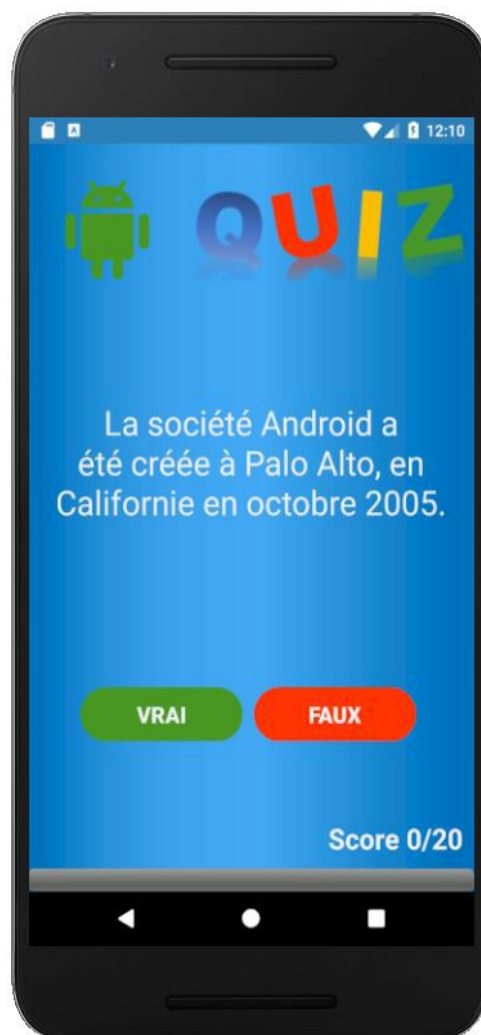 12:10
QUIZ
La société Android a
été créée à Palo Alto, en
Californie en octobre 2005.
VRAI FAUX
Score 0/20